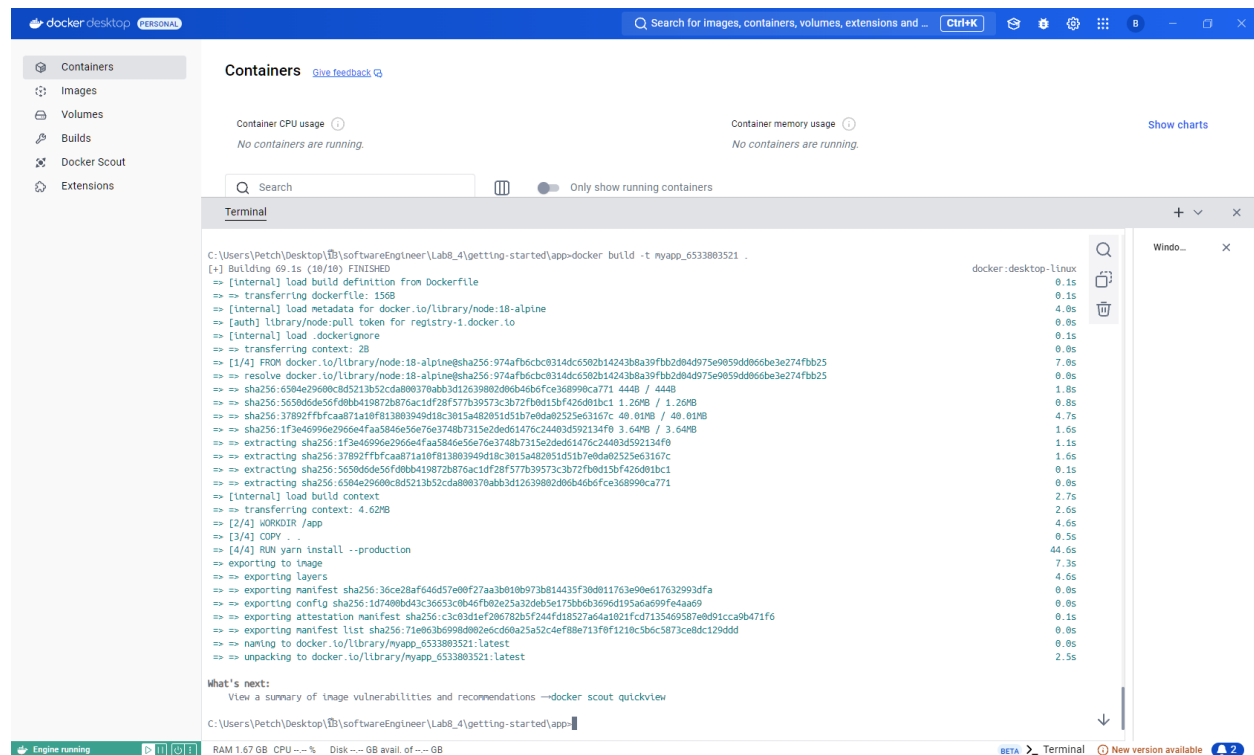 docker desktop PERSONAL
Search for images, containers, volumes, extensions and ... Ctrl+K
B
Containers
Images
Volumes
Builds
Docker Scout
Extensions
Containers Give feedback
Container CPU usage
No containers are running.
Container memory usage
No containers are running.
Show charts
Search
Only show running containers
Terminal
Windo...
C:\Users\Petch\Desktop\ปี3\softwareEngineer\Lab8_4\getting-started\app>docker build -t myapp_6533803521 .
[+] Building 69.1s (10/10) FINISHED docker:desktop-linux
=> [internal] load build definition from Dockerfile 0.1s
=> => transferring dockerfile: 156B 0.1s
=> [internal] load metadata for docker.io/library/node:18-alpine 4.0s
=> [auth] library/node:pull token for registry-1.docker.io 0.0s
=> [internal] load .dockerignore 0.1s
=> => transferring context: 2B 0.0s
=> [1/4] FROM docker.io/library/node:18-alpine@sha256:974afb6cbc0314dc6502b14243b8a39fbb2d04d975e9059dd066be3e274fbb25 7.0s
=> => resolve docker.io/library/node:18-alpine@sha256:974afb6cbc0314dc6502b14243b8a39fbb2d04d975e9059dd066be3e274fbb25 0.0s
=> => sha256:6504e29600c8d5213b52cda800370abb3d12639802d06b46b6fce368990ca771 444B / 444B 1.8s
=> => sha256:5650d6de56fd0bb419872b876ac1df28f577b39573c3b72fb0d15bf426d01bc1 1.26MB / 1.26MB 0.8s
=> => sha256:37892ffbfcaa871a10f813803949d18c3015a482051d51b7e0da02525e63167c 40.01MB / 40.01MB 4.7s
=> => sha256:1f3e46996e2966e4faa5846e56e76e3748b7315e2ded61476c24403d592134f0 3.64MB / 3.64MB 1.6s
=> => extracting sha256:1f3e46996e2966e4faa5846e56e76e3748b7315e2ded61476c24403d592134f0 1.1s
=> => extracting sha256:37892ffbfcaa871a10f813803949d18c3015a482051d51b7e0da02525e63167c 1.6s
=> => extracting sha256:5650d6de56fd0bb419872b876ac1df28f577b39573c3b72fb0d15bf426d01bc1 0.1s
=> => extracting sha256:6504e29600c8d5213b52cda800370abb3d12639802d06b46b6fce368990ca771 0.0s
=> [internal] load build context 2.7s
=> => transferring context: 4.62MB 2.6s
=> [2/4] WORKDIR /app 4.6s
=> [3/4] COPY . . 0.5s
=> [4/4] RUN yarn install --production 44.6s
=> exporting to image 7.3s
=> => exporting layers 4.6s
=> => exporting manifest sha256:36ce28af646d57e00f27aa3b010b973b814435f30d011763e90e617632993dfa 0.0s
=> => exporting config sha256:1d7400bd43c36653c0b46fb02e25a32deb5e175bb6b3696d195a6a699fe4aa69 0.0s
=> => exporting attestation manifest sha256:c3c03d1ef206782b5f244fd18527a64a1021fcd7135469587e0d91cca9b471f6 0.1s
=> => exporting manifest list sha256:71e063b6998d002e6cd60a25a52c4ef88e713f0f1210c5b6c5873ce8dc129ddd 0.0s
=> => naming to docker.io/library/myapp_6533803521:latest 0.0s
=> => unpacking to docker.io/library/myapp_6533803521:latest 2.5s
What's next:
View a summary of image vulnerabilities and recommendations →docker scout quickview
C:\Users\Petch\Desktop\ปี3\softwareEngineer\Lab8_4\getting-started\app>
Engine running
RAM 1.67 GB CPU --.-- % Disk --.-- GB avail. of --.-- GB
BETA >_ Terminal
New version available
2